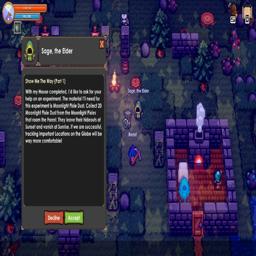 Sage, the Elder
Show Me The Way (Part 1)
With my House completed, I'd like to ask for your
help on an experiment. The material I'll need for
this experiment is Moonlight Pixie Dust. Collect 20
Moonlight Pixie Dust from the Moonlight Pixies
that roam the Forest. They leave their hideouts at
Sunset and vanish at Sunrise. If we are successful,
tracking important locations on the Globe will be
way more comfortable!
Decline
Accept
Sage, the Elder